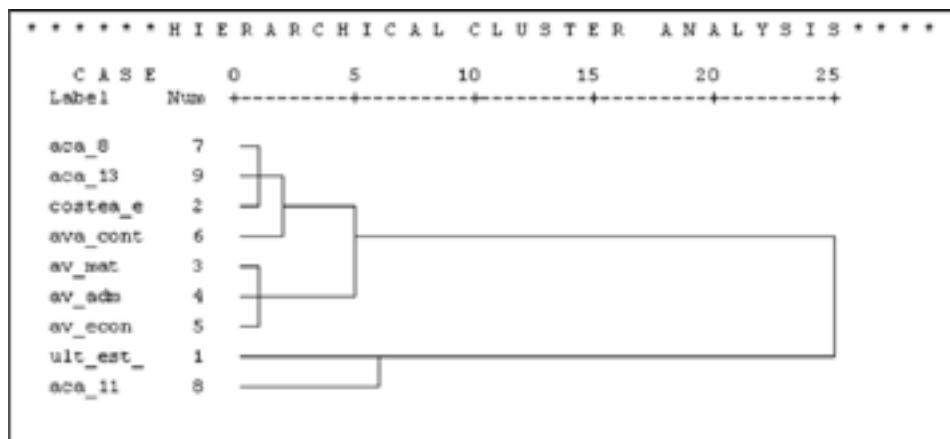 * * * * * * H I E R A R C H I C A L  C L U S T E R   A N A L Y S I S * * * *
C A S E 0 5 10 15 20 25
Label Num +---------+---------+---------+---------+---------+
aca_8 7
aca_13 9
costea_e 2
ava_cont 6
av_mat 3
av_adm 4
av_econ 5
ult_est_ 1
aca_11 8